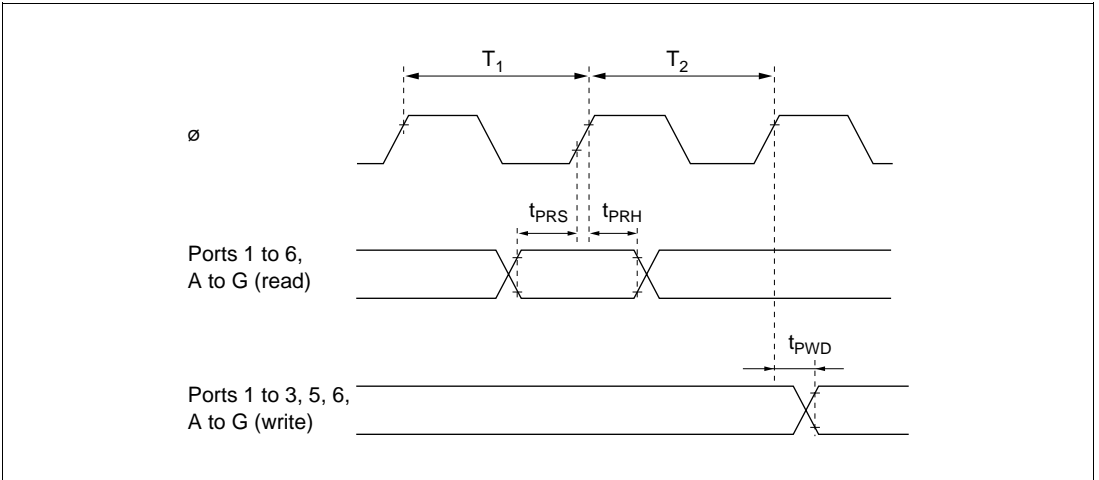 T1 T2
ø
tPRS tPRH
Ports 1 to 6,
A to G (read)
tPWD
Ports 1 to 3, 5, 6,
A to G (write)